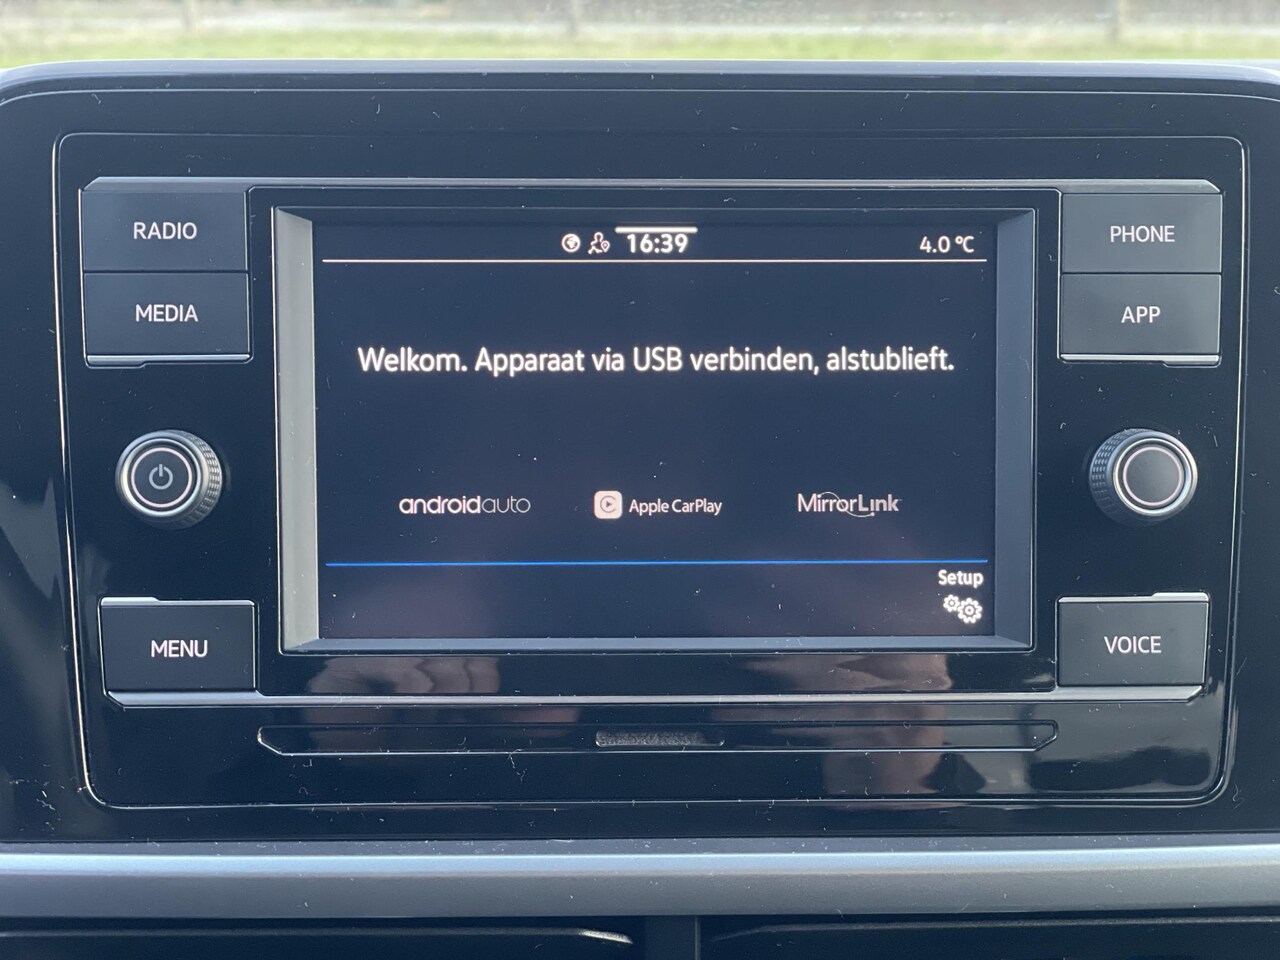 RADIO
MEDIA
MENU
16:39
4.0 °C
Welkom. Apparaat via USB verbinden, alstublieft.
androidauto
Apple CarPlay
MirrorLink
Setup
PHONE
APP
VOICE